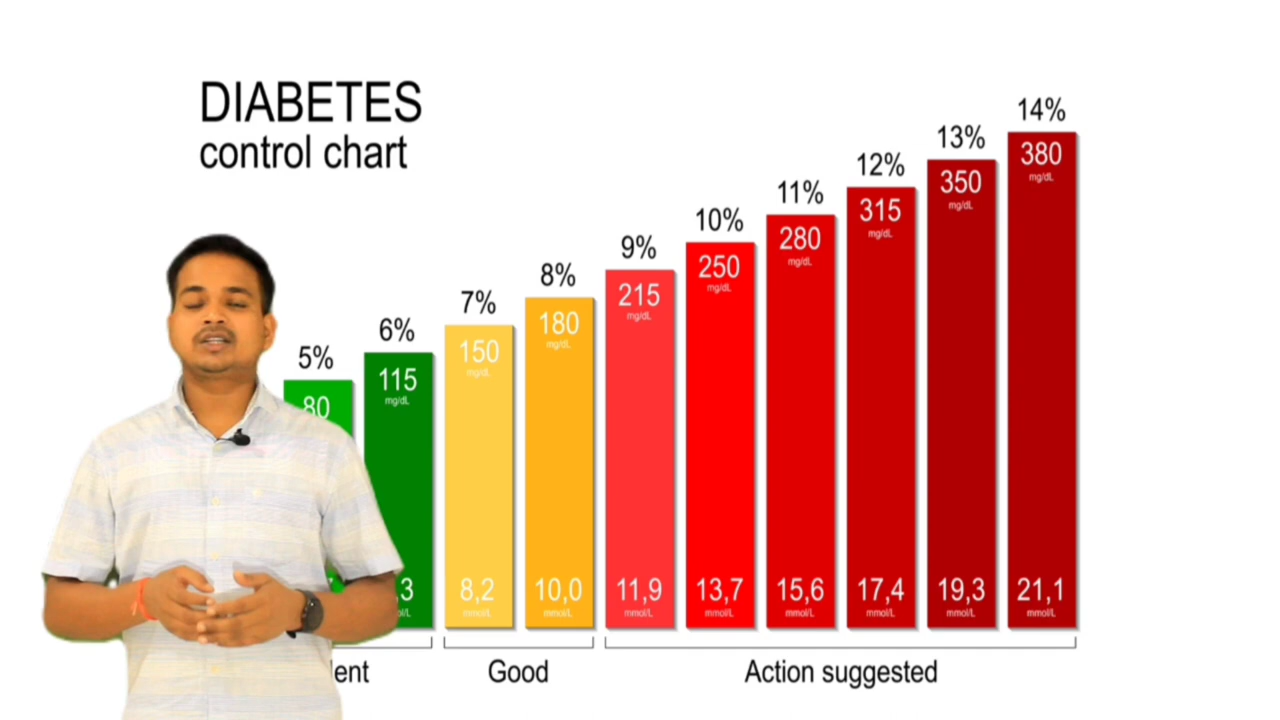 DIABETES
control chart
5%
6%
7%
8%
9%
10%
11%
12%
13%
14%
80
115
mg/dL
150
mg/dL
180
mg/dL
215
mg/dL
250
mg/dL
280
mg/dL
315
mg/dL
350
mg/dL
380
mg/dL
8,2
mmol/L
10,0
mmol/L
11,9
mmol/L
13,7
mmol/L
15,6
mmol/L
17,4
mmol/L
19,3
mmol/L
21,1
mmol/L
Good
Action suggested